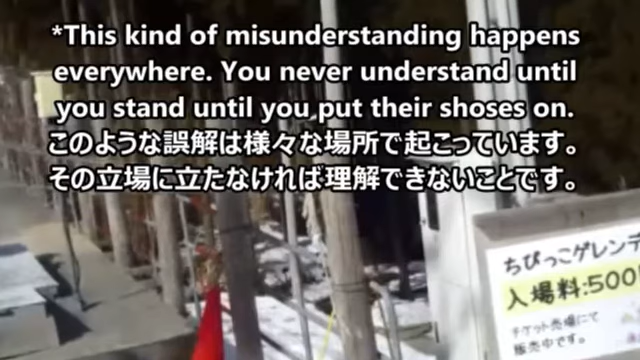 *This kind of misunderstanding happens
everywhere. You never understand until
you stand until you put their shoses on.
このような誤解は様々な場所で起こっています。
その立場に立たなければ理解できないことです。
ちびっこゲレンデ
入場料:500
チケット売場にて
販売中です。